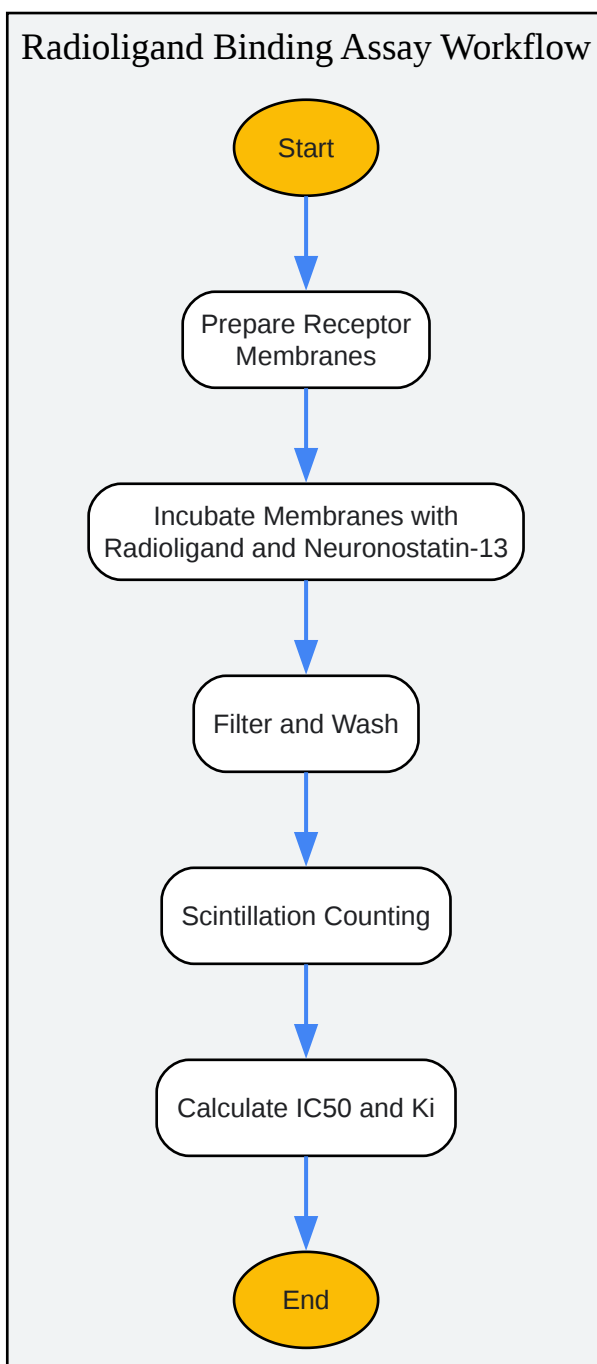 Radioligand Binding Assay Workflow
Start
Prepare Receptor
Membranes
Incubate Membranes with
Radioligand and Neuronostatin-13
Filter and Wash
Scintillation Counting
Calculate IC50 and Ki
End